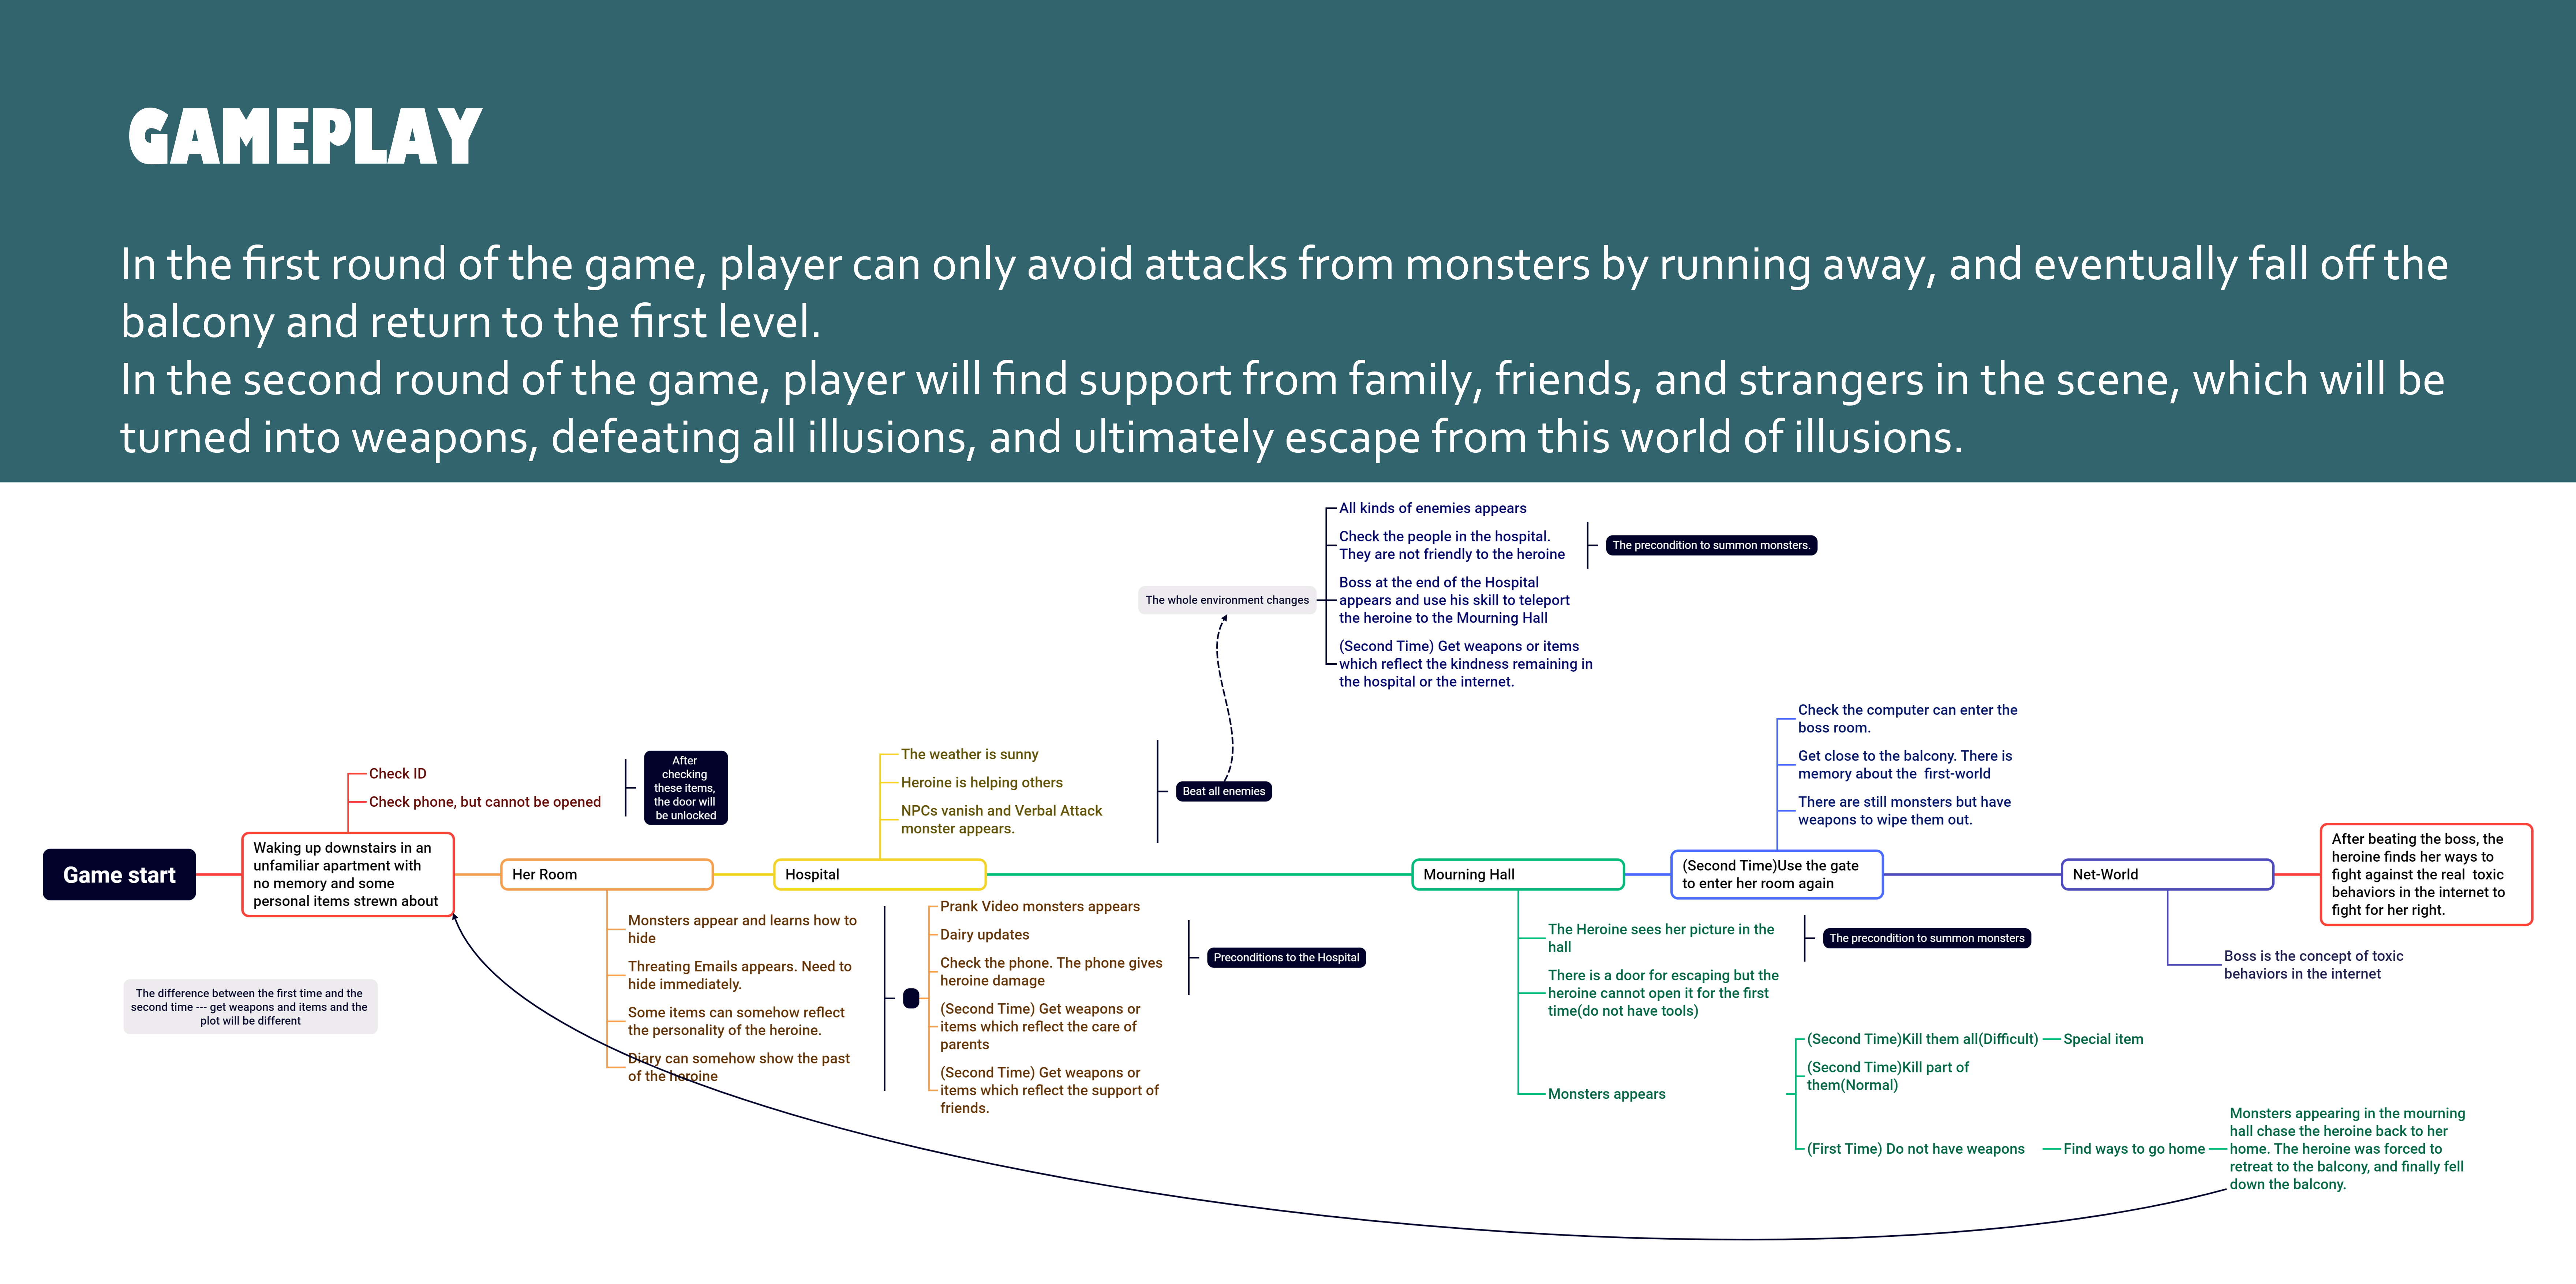 GAMEPLAY
In the first round of the game, player can only avoid attacks from monsters by running away, and eventually fall off the
balcony and return to the first level.
In the second round of the game, player will find support from family, friends, and strangers in the scene, which will be
turned into weapons, defeating all illusions, and ultimately escape from this world of illusions.
All kinds of enemies appears
Check the people in the hospital.
They are not friendly to the heroine
The precondition to summon monsters.
The whole environment changes
Boss at the end of the Hospital
appears and use his skill to teleport
the heroine to the Mourning Hall
(Second Time) Get weapons or items
which reflect the kindness remaining in
the hospital or the internet.
Check ID
Check phone, but cannot be opened
After
checking
these items,
the door will
be unlocked
The weather is sunny
Heroine is helping others
NPCs vanish and Verbal Attack
monster appears.
Beat all enemies
Check the computer can enter the
boss room.
Get close to the balcony. There is
memory about the  first-world
There are still monsters but have
weapons to wipe them out.
Game start
Waking up downstairs in an
unfamiliar apartment with
no memory and some
personal items strewn about
Her Room
Hospital
Mourning Hall
(Second Time)Use the gate
to enter her room again
Net-World
After beating the boss, the
heroine finds her ways to
fight against the real  toxic
behaviors in the internet to
fight for her right.
The difference between the first time and the
second time --- get weapons and items and the
plot will be different
Monsters appear and learns how to
hide
Threating Emails appears. Need to
hide immediately.
Some items can somehow reflect
the personality of the heroine.
Diary can somehow show the past
of the heroine
Prank Video monsters appears
Dairy updates
Check the phone. The phone gives
heroine damage
(Second Time) Get weapons or
items which reflect the care of
parents
(Second Time) Get weapons or
items which reflect the support of
friends.
Preconditions to the Hospital
The Heroine sees her picture in the
hall
There is a door for escaping but the
heroine cannot open it for the first
time(do not have tools)
The precondition to summon monsters
Monsters appears
(Second Time)Kill them all(Difficult)
Special item
(Second Time)Kill part of
them(Normal)
(First Time) Do not have weapons
Find ways to go home
Monsters appearing in the mourning
hall chase the heroine back to her
home. The heroine was forced to
retreat to the balcony, and finally fell
down the balcony.
Boss is the concept of toxic
behaviors in the internet